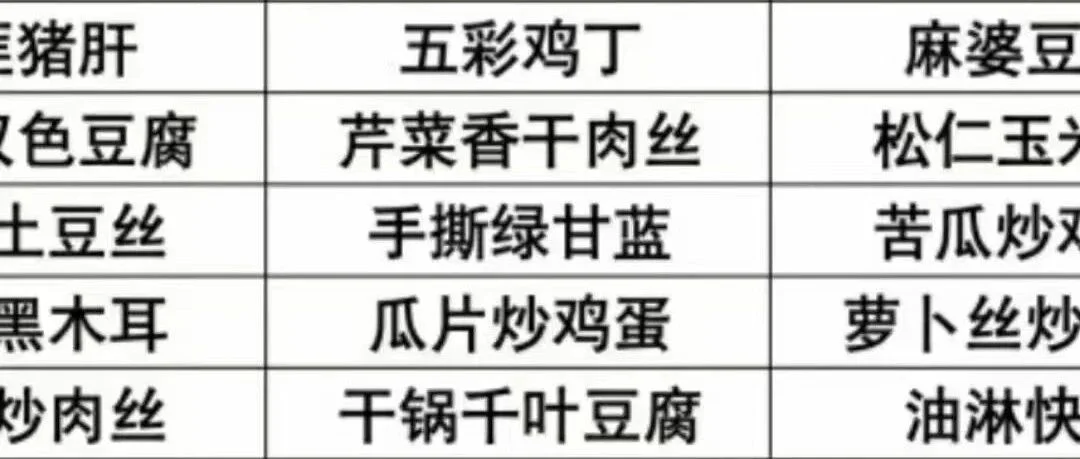 猪肝 五彩鸡丁 麻婆豆
色豆腐 芹菜香干肉丝 松仁玉米
土豆丝 手撕绿甘蓝 苦瓜炒鸡
黑木耳 瓜片炒鸡蛋 萝卜丝炒
炒肉丝 干锅千叶豆腐 油淋快